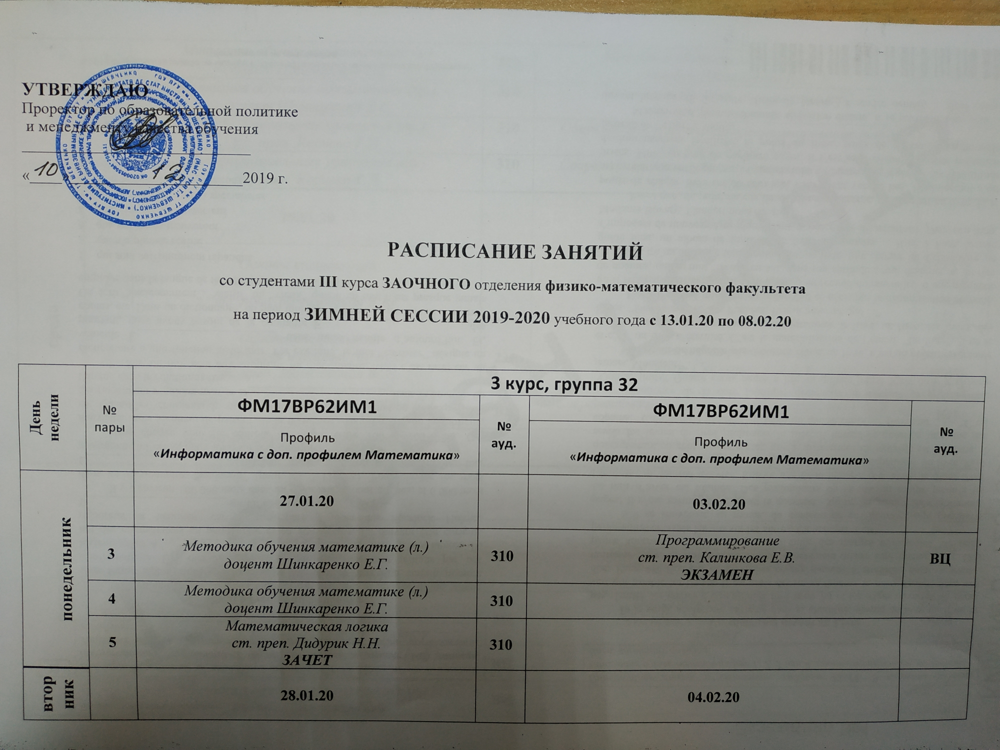 УТВЕРЖДАЮ
Проректор по образовательной политике
и менеджменту качества обучения
«10» 12 2019 г.
РАСПИСАНИЕ ЗАНЯТИЙ
со студентами III курса ЗАОЧНОГО отделения физико-математического факультета
на период ЗИМНЕЙ СЕССИИ 2019-2020 учебного года с 13.01.20 по 08.02.20
День
недели
№
пары
3 курс, группа 32
ФМ17ВР62ИМ1
Профиль
«Информатика с доп. профилем Математика»
№
ауд.
ФМ17ВР62ИМ1
Профиль
«Информатика с доп. профилем Математика»
№
ауд.
понедельник
27.01.20
03.02.20
3
Методика обучения математике (л.)
доцент Шинкаренко Е.Г.
310
Программирование
ст. преп. Калинкова Е.В.
ЭКЗАМЕН
ВЦ
4
Методика обучения математике (л.)
доцент Шинкаренко Е.Г.
310
5
Математическая логика
ст. преп. Дидурик Н.Н.
ЗАЧЕТ
310
втор
ник
28.01.20
04.02.20